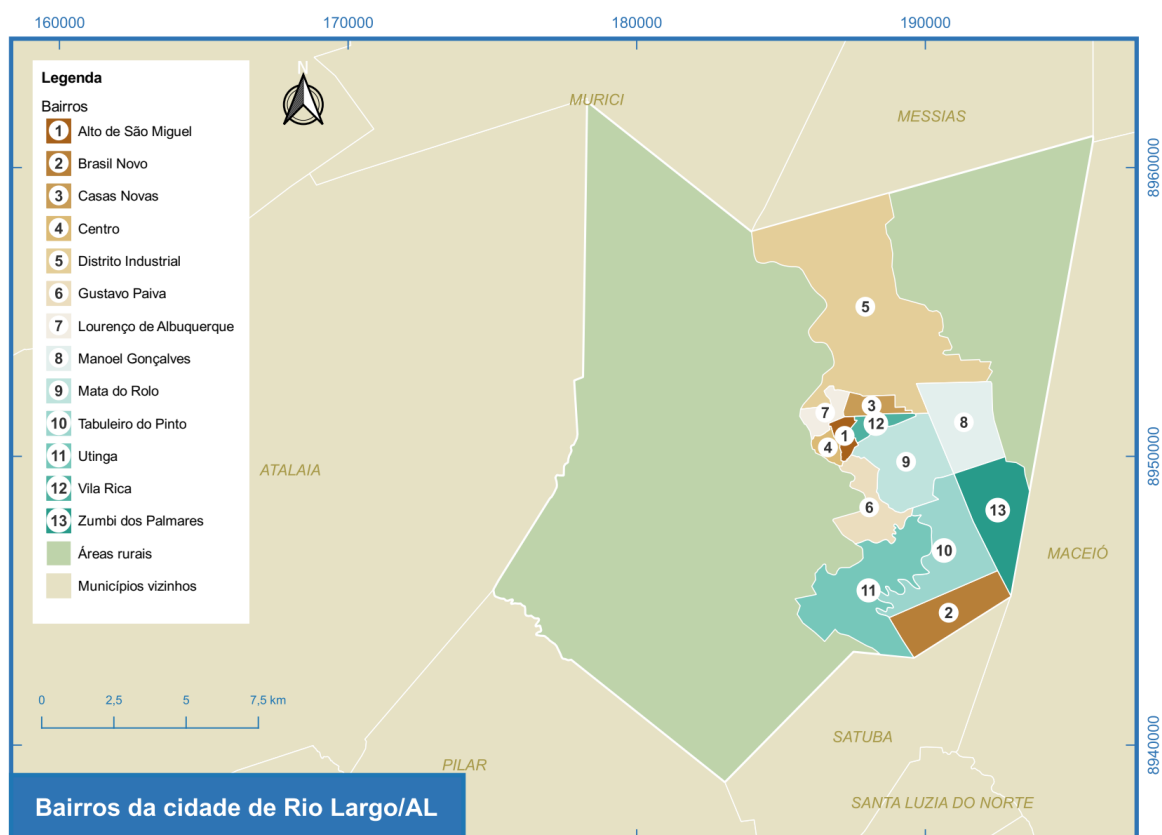 160000
170000
180000
190000
Legenda
Bairros
1 Alto de São Miguel
2 Brasil Novo
3 Casas Novas
4 Centro
5 Distrito Industrial
6 Gustavo Paiva
7 Lourenço de Albuquerque
8 Manoel Gonçalves
9 Mata do Rolo
10 Tabuleiro do Pinto
11 Utinga
12 Vila Rica
13 Zumbi dos Palmares
Áreas rurais
Municípios vizinhos
N
MURICI
MESSIAS
8960000
5
3
7
12
1
8
4
9
8950000
ATALAIA
6
13
10
MACEIÓ
11
2
0 2,5 5 7,5 km
SATUBA
8940000
PILAR
SANTA LUZIA DO NORTE
Bairros da cidade de Rio Largo/AL